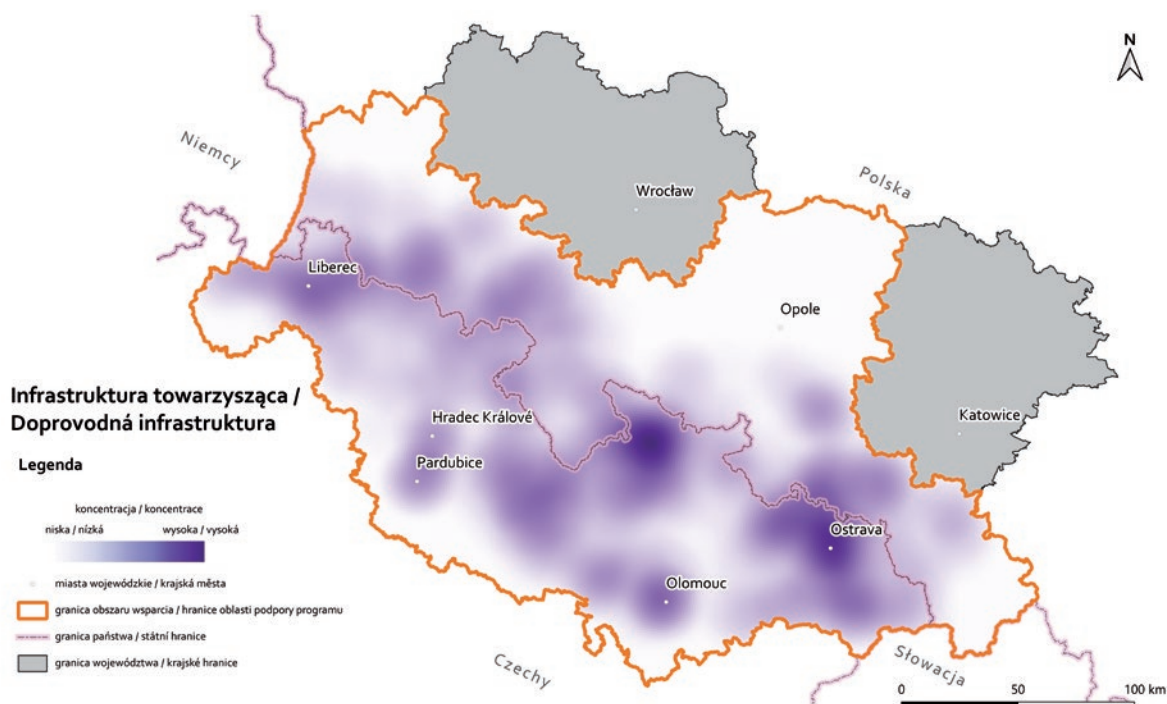 N
Niemcy
Polska
Wrocław
Liberec
Opole
Infrastruktura towarzysząca /
Doprovodná infrastruktura
Katowice
Hradec Králové
Pardubice
Legenda
koncentracja / koncentrace
niska / nízká
wysoka / vysoká
Ostrava
miasta wojewódzkie / krajská města
Olomouc
granica obszaru wsparcia / hranice oblasti podpory programu
granica państwa / státní hranice
granica województwa / krajské hranice
Czechy
Słowacja
0 50 100 km